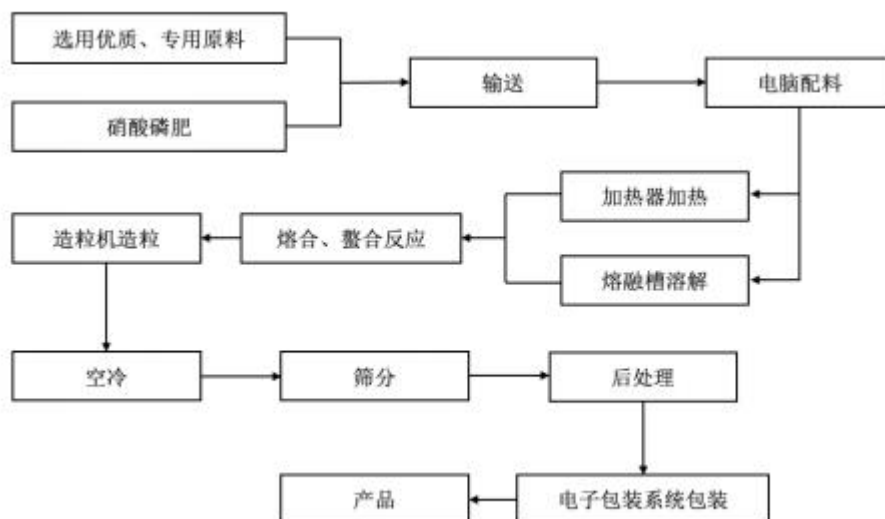 选用优质、专用原料
硝酸磷肥
输送
电脑配料
加热器加热
熔融槽溶解
熔合、螯合反应
造粒机造粒
空冷
筛分
后处理
电子包装系统包装
产品